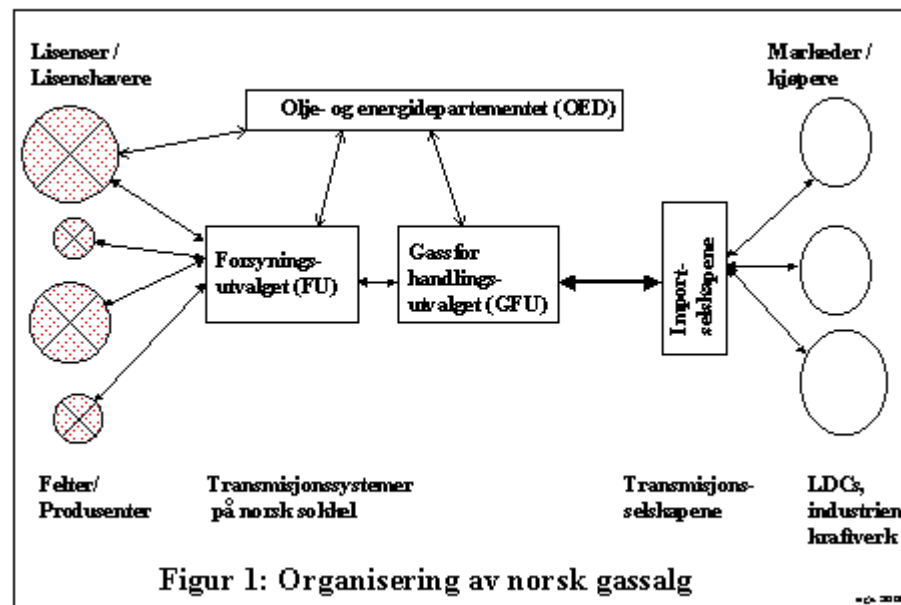 Lisenser /
Lisenshavere
Markeder /
kjøpere
Olje- og energidepartementet (OED)
Forsynings-
utvalget (FU)
Gassfor
handlings-
utvalget (GFU)
Import-
selskapene
Felter/
Produsenter
Transmisjonssystemer
på norsk sokkel
Transmisjons-
selskapene
LDCs,
industrien
kraftverk
Figur 1: Organisering av norsk gassalg